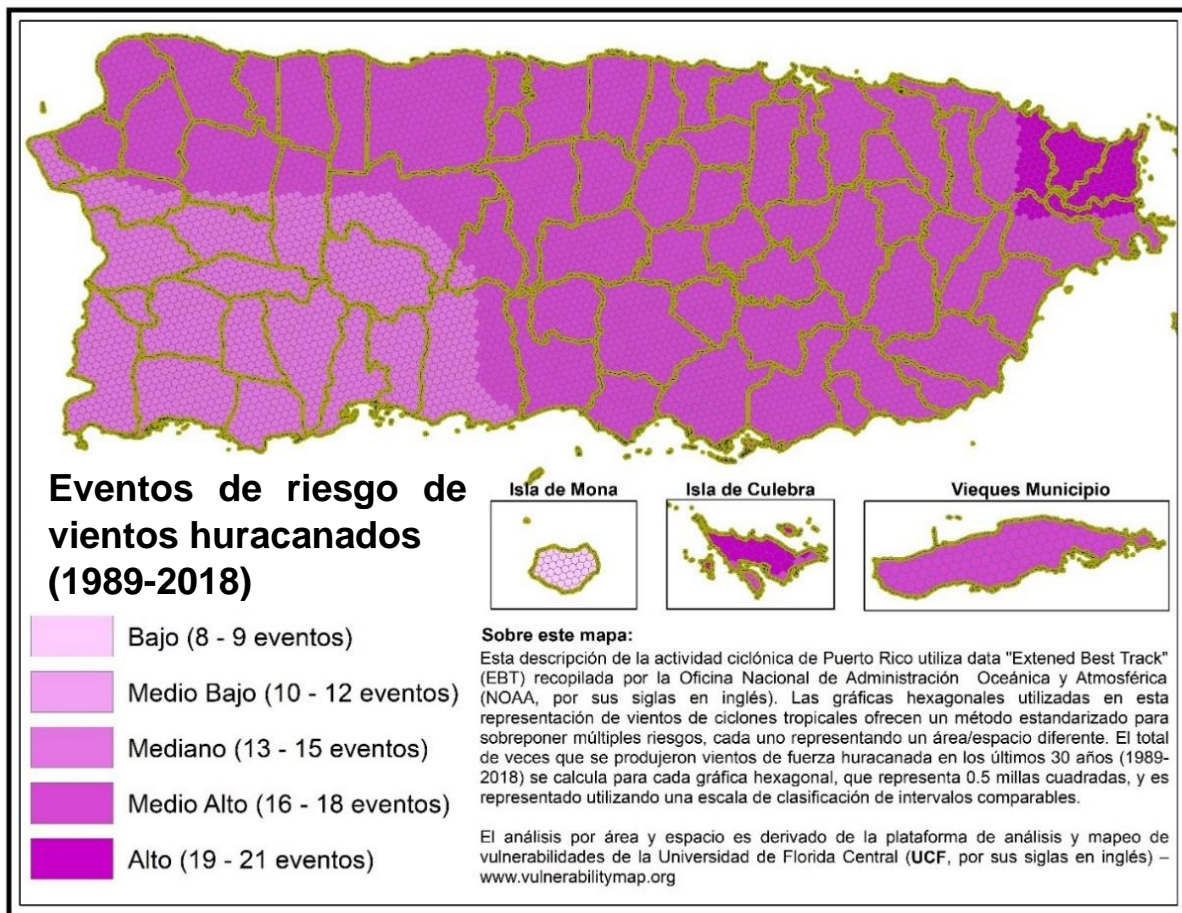 Eventos de riesgo de
vientos huracanados
(1989-2018)
Bajo (8 - 9 eventos)
Medio Bajo (10 - 12 eventos)
Mediano (13 - 15 eventos)
Medio Alto (16 - 18 eventos)
Alto (19 - 21 eventos)
Isla de Mona
Isla de Culebra
Vieques Municipio
Sobre este mapa:
Esta descripción de la actividad ciclónica de Puerto Rico utiliza data "Extened Best Track"
(EBT) recopilada por la Oficina Nacional de Administración Oceánica y Atmosférica
(NOAA, por sus siglas en inglés). Las gráficas hexagonales utilizadas en esta
representación de vientos de ciclones tropicales ofrecen un método estandarizado para
sobreponer múltiples riesgos, cada uno representando un área/espacio diferente. El total
de veces que se produjeron vientos de fuerza huracanada en los últimos 30 años (1989-
2018) se calcula para cada gráfica hexagonal, que representa 0.5 millas cuadradas, y es
representado utilizando una escala de clasificación de intervalos comparables.
El análisis por área y espacio es derivado de la plataforma de análisis y mapeo de
vulnerabilidades de la Universidad de Florida Central (UCF, por sus siglas en inglés) –
www.vulnerabilitymap.org